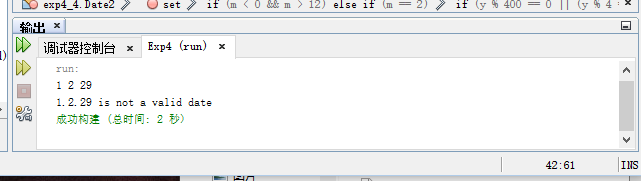 exp4_4.Date2 set if (m < 0 && m > 12) else if (m == 2) if (y % 400 == 0 || (y % 4
输出
调试器控制台 Exp4 (run)
run:
1 2 29
1.2.29 is not a valid date
成功构建 (总时间: 2 秒)
42:61 INS